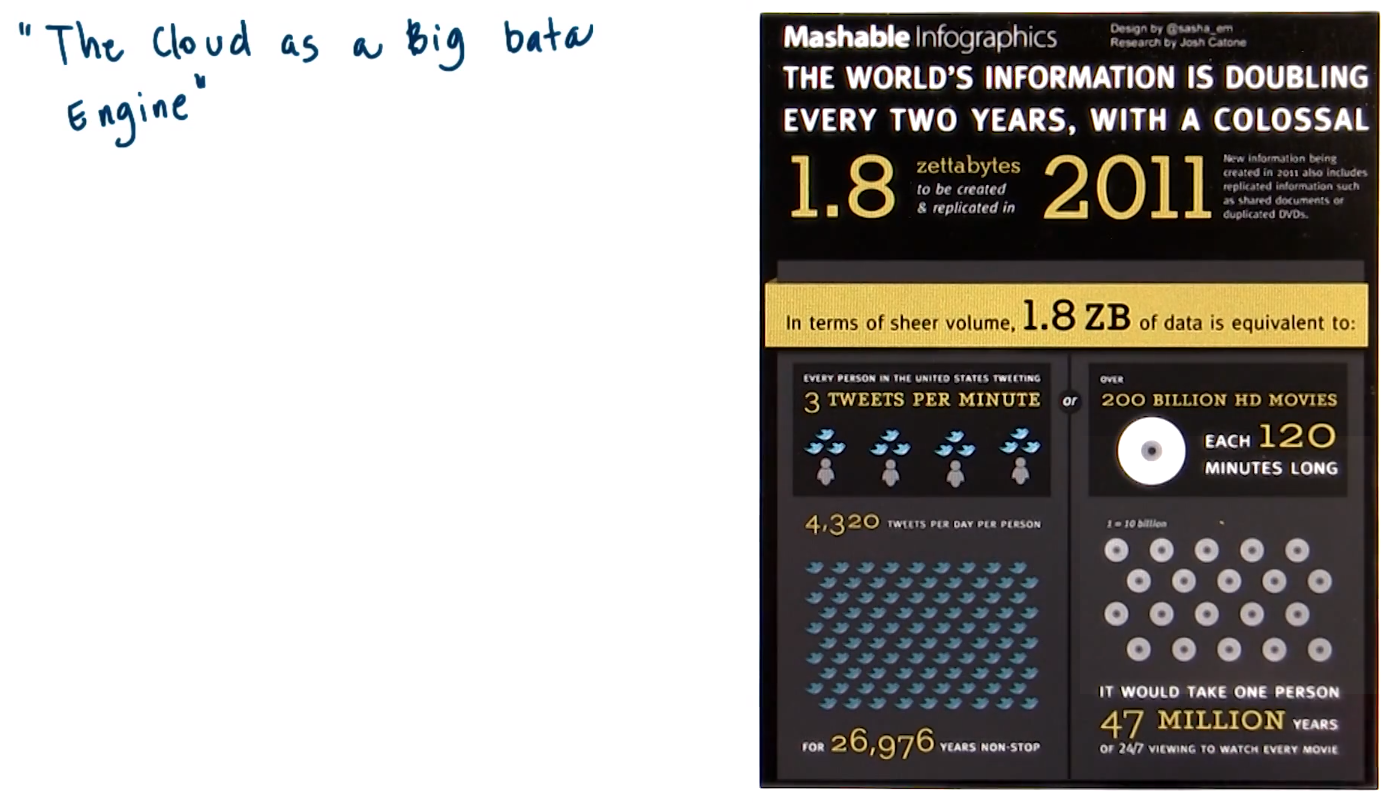 "The Cloud as a Big bata
Engine"
Mashable Infographics
Design by @sasha_em
Research by Josh Catone
THE WORLD'S INFORMATION IS DOUBLING
EVERY TWO YEARS, WITH A COLOSSAL
1.8 zettabytes
to be created
& replicated in
2011
New information being
created in 2011 also includes
replicated information such
as shared documents or
duplicated DVDs.
In terms of sheer volume, 1.8 ZB of data is equivalent to:
EVERY PERSON IN THE UNITED STATES TWEETING
3 TWEETS PER MINUTE
4,320 TWEETS PER DAY PER PERSON
FOR 26,976 YEARS NON-STOP
or
OVER
200 BILLION HD MOVIES
EACH 120
MINUTES LONG
1 = 10 billion
IT WOULD TAKE ONE PERSON
47 MILLION YEARS
OF 24/7 VIEWING TO WATCH EVERY MOVIE